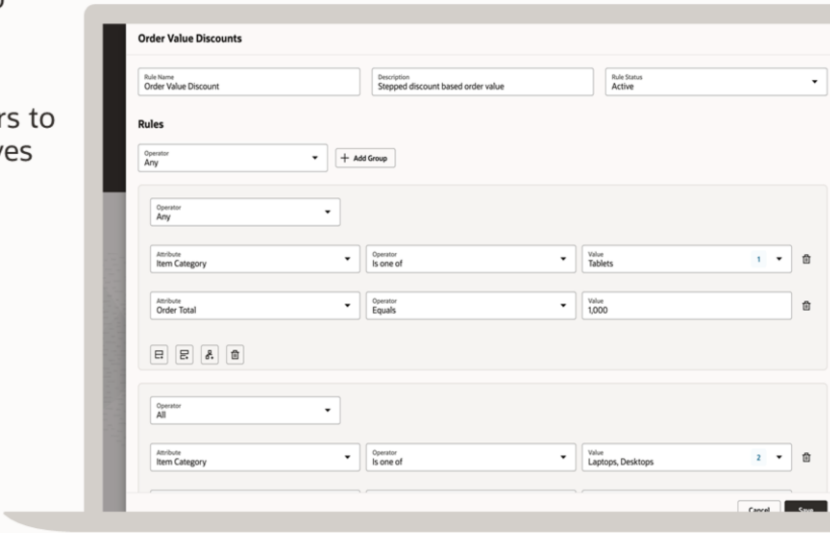 Order Value Discounts
Rule Name
Order Value Discount
Description
Stepped discount based order value
Rule Status
Active
rs to
Rules
Operator
Any
+ Add Group
Operator
Any
Attribute
Item Category
Operator
Is one of
Value
Tablets
1
Attribute
Order Total
Operator
Equals
Value
1,000
Operator
All
Attribute
Item Category
Operator
Is one of
Value
Laptops, Desktops
2
Cancel
Save